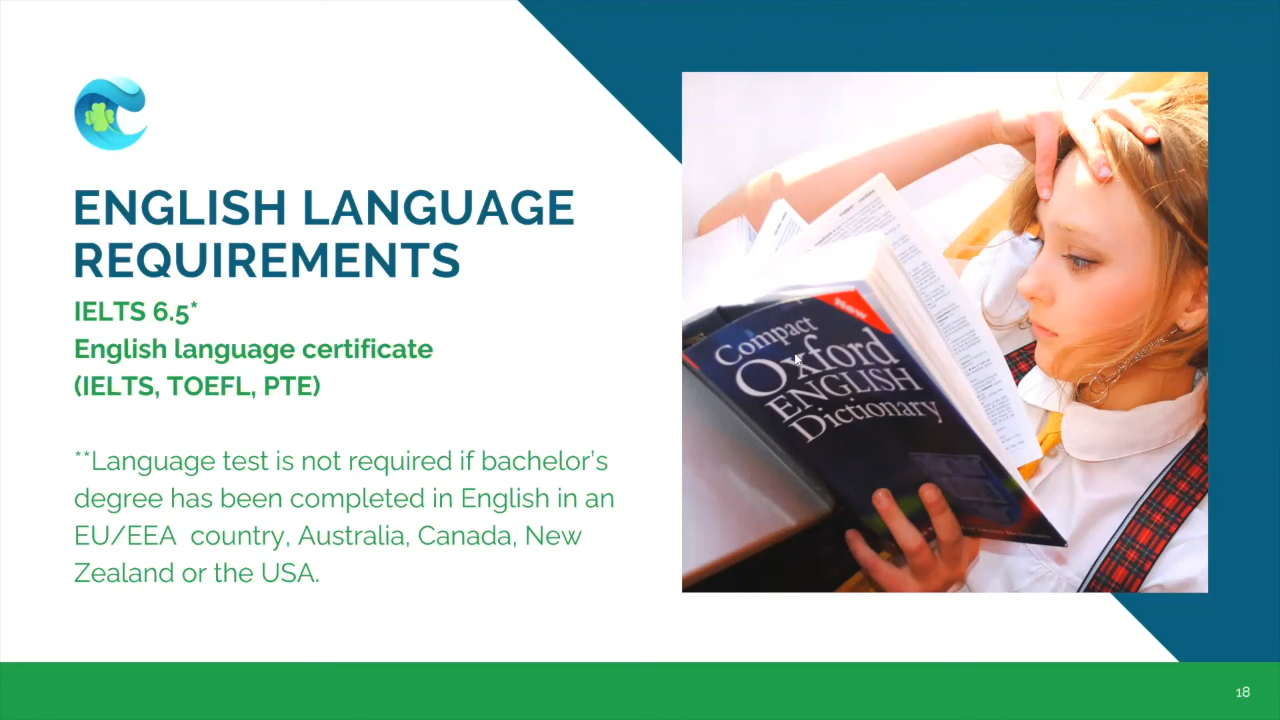 ENGLISH LANGUAGE
REQUIREMENTS
IELTS 6.5*
English language certificate
(IELTS, TOEFL, PTE)
**Language test is not required if bachelor's
degree has been completed in English in an
EU/EEA country, Australia, Canada, New
Zealand or the USA.
Compact
Oxford
ENGLISH
Dictionary
18